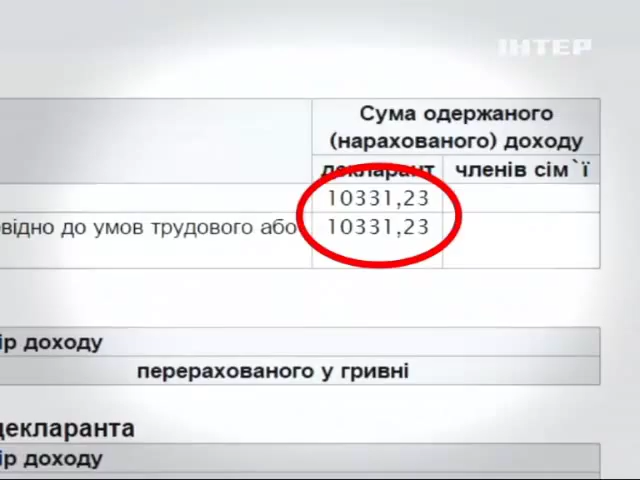 ІНТЕР
Сума одержаного
(нарахованого) доходу
декларант членів сім`ї
10331,23
відно до умов трудового або 10331,23
ір доходу
перерахованого у гривні
декларанта
ір доходу